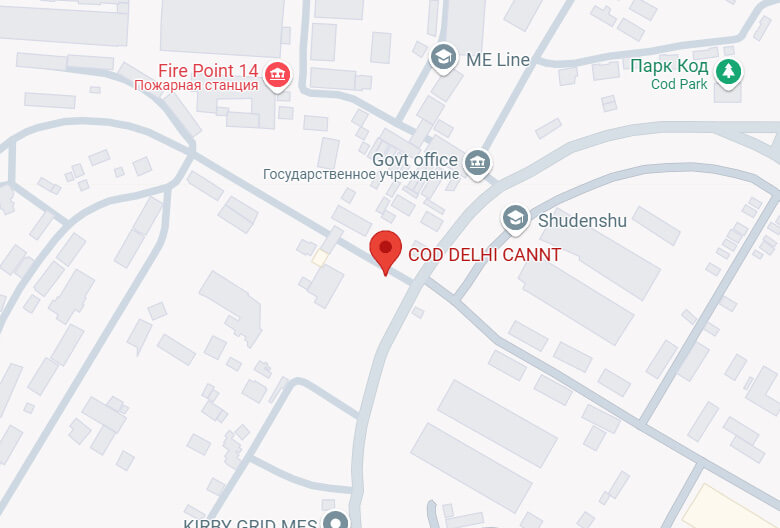 ME Line
Парк Код
Cod Park
Fire Point 14
Пожарная станция
Govt office
Государственное учреждение
Shudenshu
COD DELHI CANNT
KIRBY GRID MES